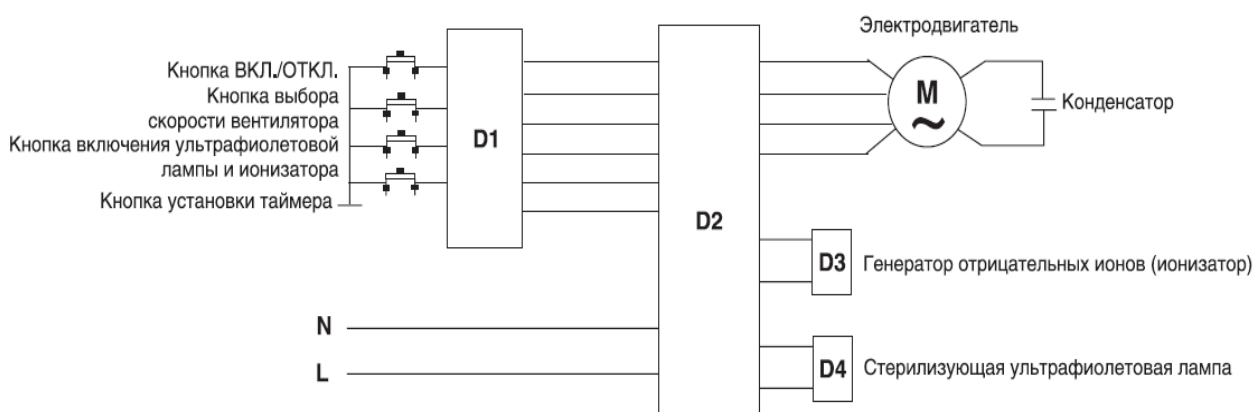 Электродвигатель
Кнопка ВКЛ./ОТКЛ.
Кнопка выбора
скорости вентилятора
Кнопка включения ультрафиолетовой
лампы и ионизатора
Кнопка установки таймера
D1
D2
M
~
Конденсатор
D3
Генератор отрицательных ионов (ионизатор)
N
L
D4
Стерилизующая ультрафиолетовая лампа